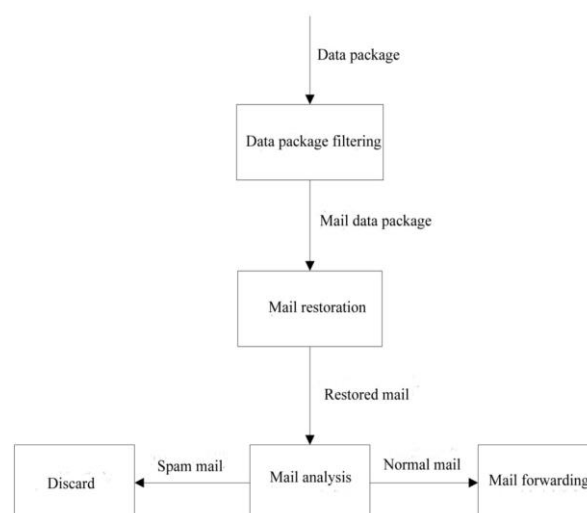 Data package
Data package filtering
Mail data package
Mail restoration
Restored mail
Spam mail
Normal mail
Discard
Mail analysis
Mail forwarding